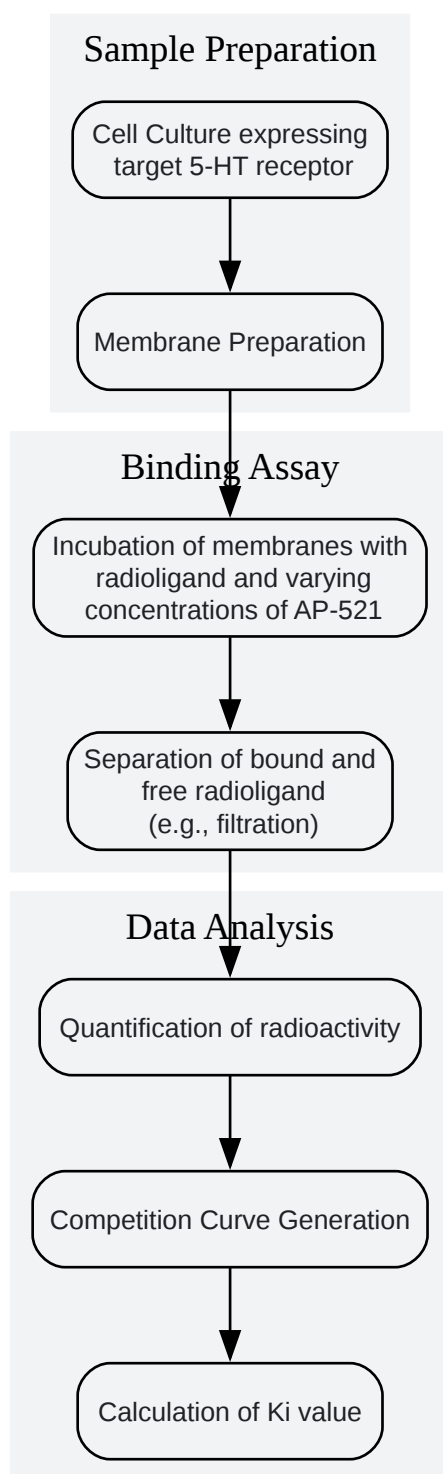 Sample Preparation
Cell Culture expressing
target 5-HT receptor
Membrane Preparation
Binding Assay
Incubation of membranes with
radioligand and varying
concentrations of AP-521
Separation of bound and
free radioligand
(e.g., filtration)
Data Analysis
Quantification of radioactivity
Competition Curve Generation
Calculation of Ki value